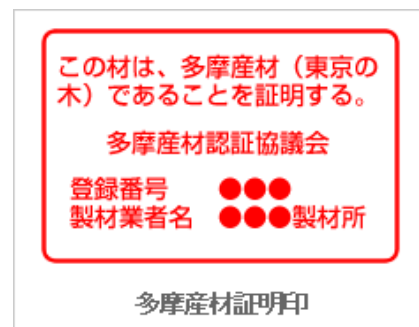 この材は、多摩産材（東京の
木）であることを証明する。
多摩産材認証協議会
登録番号　●●●
製材業者名　●●●製材所
多摩産材証明印